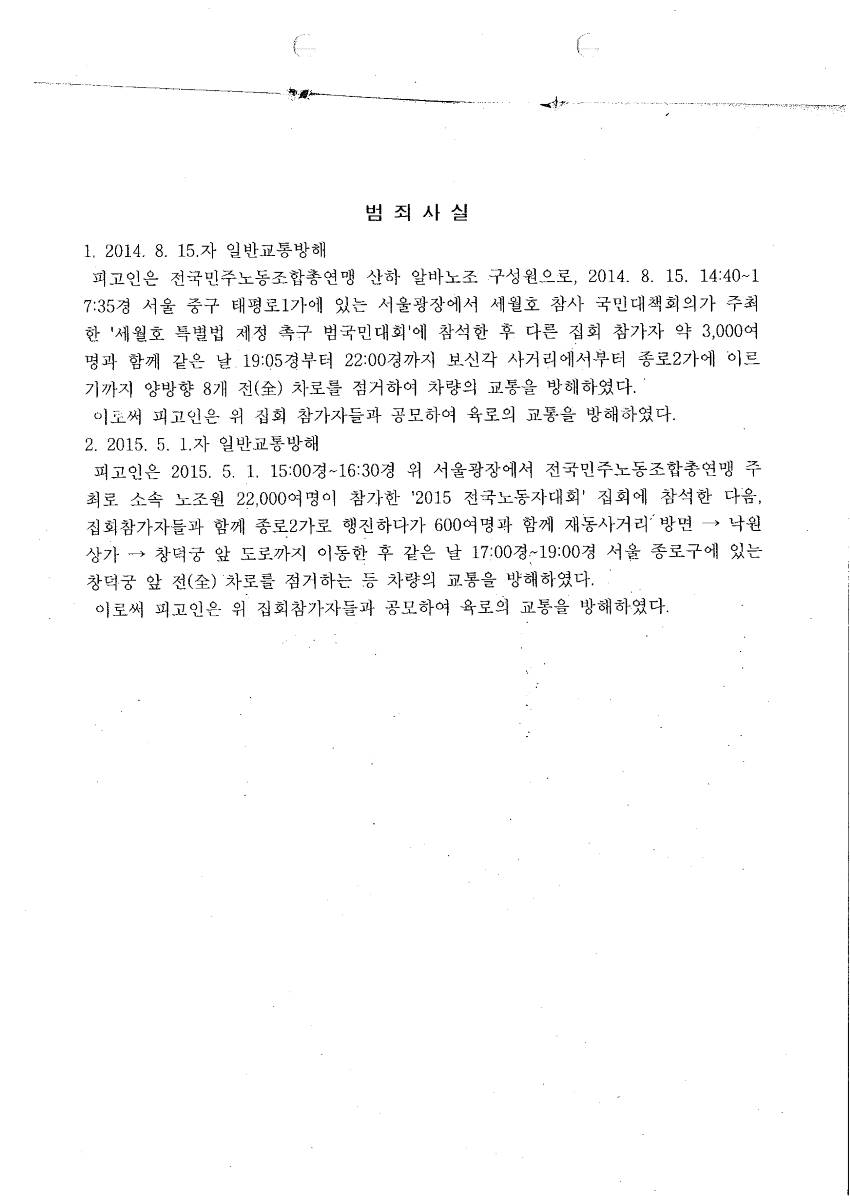 범 죄 사 실
1. 2014. 8. 15.자 일반교통방해
피고인은 전국민주노동조합총연맹 산하 알바노조 구성원으로, 2014. 8. 15. 14:40~1
7:35경 서울 중구 태평로1가에 있는 서울광장에서 세월호 참사 국민대책회의가 주최
한 '세월호 특별법 제정 촉구 범국민대회'에 참석한 후 다른 집회 참가자 약 3,000여
명과 함께 같은 날 19:05경부터 22:00경까지 보신각 사거리에서부터 종로2가에 이르
기까지 양방향 8개 전(全) 차로를 점거하여 차량의 교통을 방해하였다.
이로써 피고인은 위 집회 참가자들과 공모하여 육로의 교통을 방해하였다.
2. 2015. 5. 1.자 일반교통방해
피고인은 2015. 5. 1. 15:00경~16:30경 위 서울광장에서 전국민주노동조합총연맹 주
최로 소속 노조원 22,000여명이 참가한 '2015 전국노동자대회' 집회에 참석한 다음,
집회참가자들과 함께 종로2가로 행진하다가 600여명과 함께 재동사거리 방면 → 낙원
상가 → 창덕궁 앞 도로까지 이동한 후 같은 날 17:00경~19:00경 서울 종로구에 있는
창덕궁 앞 전(全) 차로를 점거하는 등 차량의 교통을 방해하였다.
이로써 피고인은 위 집회참가자들과 공모하여 육로의 교통을 방해하였다.